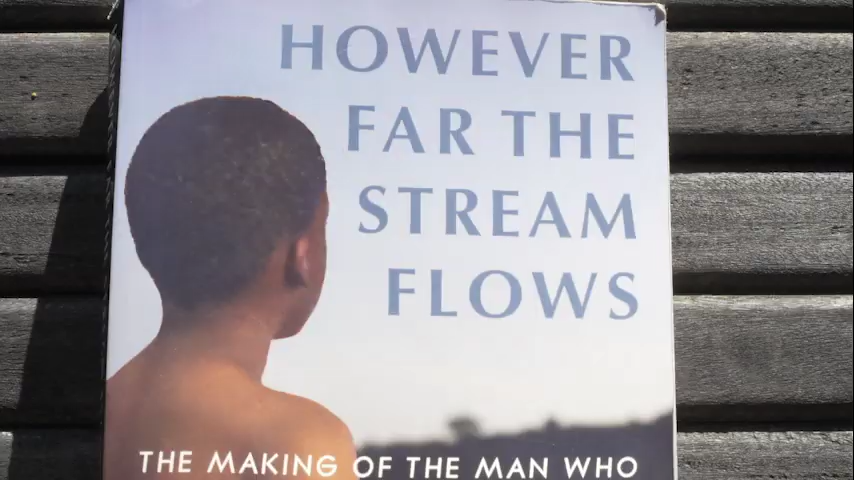 HOWEVER
FAR THE
STREAM
FLOWS
THE MAKING OF THE MAN WHO